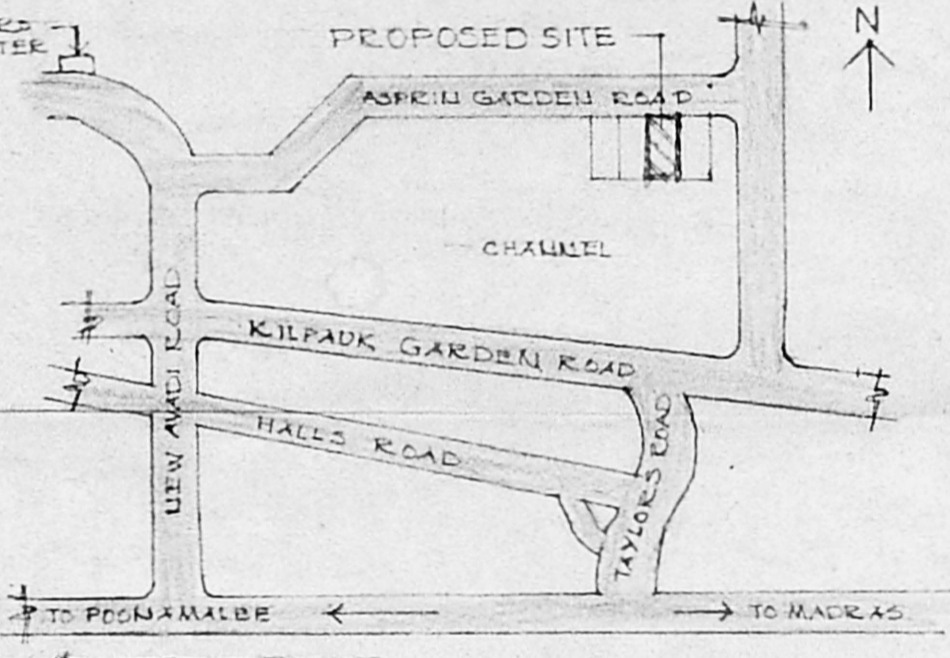 TER
N
PROPOSED SITE
ASPRIN GARDEN ROAD
CHANNEL
KILPAUK GARDEN ROAD
NEW AVADI ROAD
HALLS ROAD
TAYLORS ROAD
TO POONAMALEE
TO MADRAS